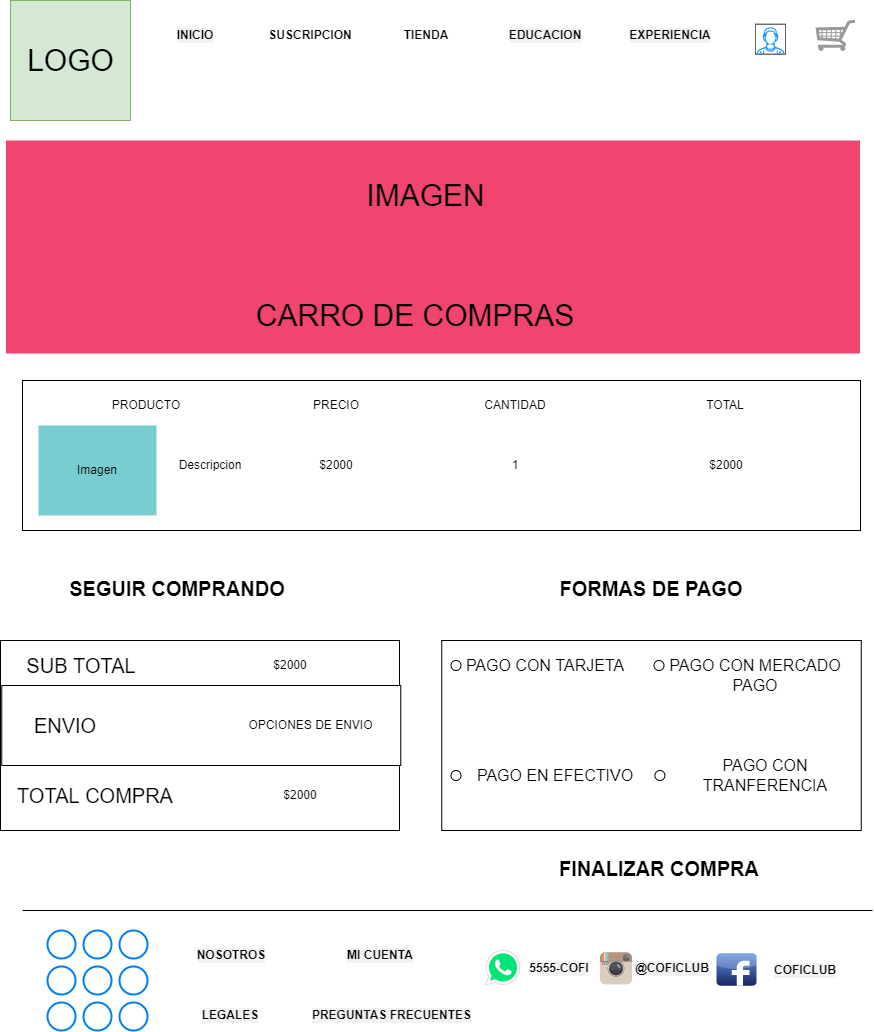 LOGO
INICIO
SUSCRIPCION
TIENDA
EDUCACION
EXPERIENCIA
IMAGEN
CARRO DE COMPRAS
PRODUCTO
PRECIO
CANTIDAD
TOTAL
Imagen
Descripcion
$2000
1
$2000
SEGUIR COMPRANDO
FORMAS DE PAGO
SUB TOTAL
$2000
ENVIO
OPCIONES DE ENVIO
TOTAL COMPRA
$2000
PAGO CON TARJETA
PAGO CON MERCADO
PAGO
PAGO EN EFECTIVO
PAGO CON
TRANFERENCIA
FINALIZAR COMPRA
NOSOTROS
MI CUENTA
5555-COFI
@COFICLUB
COFICLUB
LEGALES
PREGUNTAS FRECUENTES